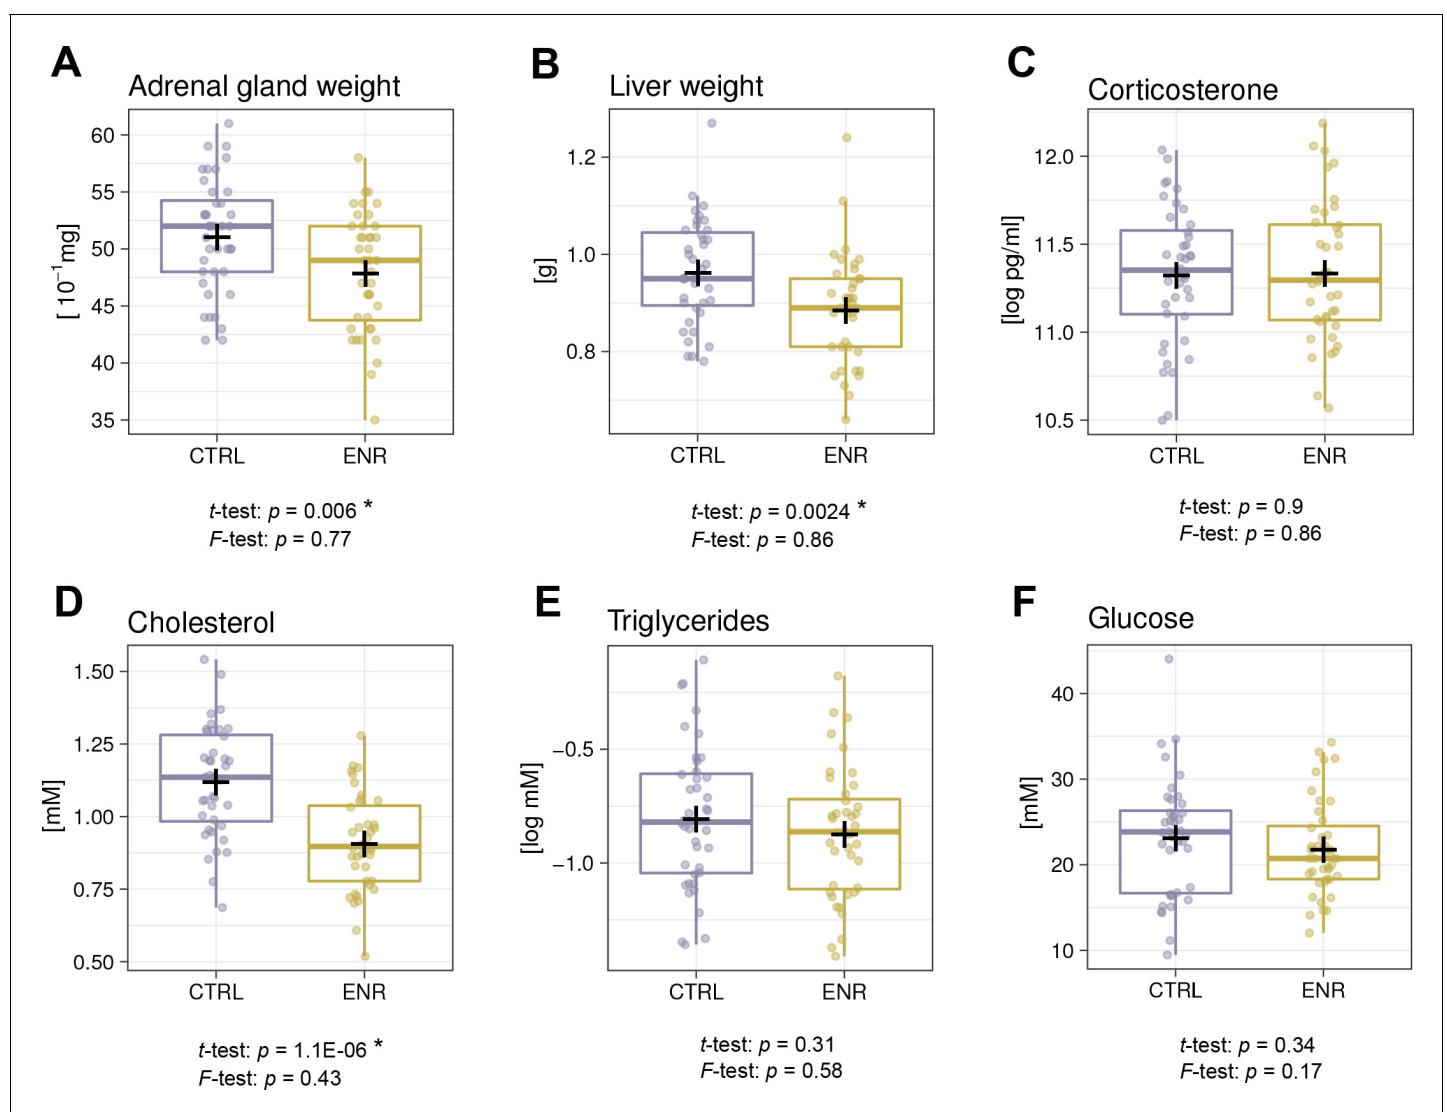 A
Adrenal gland weight
[ 10⁻¹mg]
60
55
50
45
40
35
CTRL ENR
t-test: p = 0.006 *
F-test: p = 0.77
B
Liver weight
[g]
1.2
1.0
0.8
CTRL ENR
t-test: p = 0.0024 *
F-test: p = 0.86
C
Corticosterone
[log pg/ml]
12.0
11.5
11.0
10.5
CTRL ENR
t-test: p = 0.9
F-test: p = 0.86
D
Cholesterol
[mM]
1.50
1.25
1.00
0.75
0.50
CTRL ENR
t-test: p = 1.1E-06 *
F-test: p = 0.43
E
Triglycerides
[log mM]
−0.5
−1.0
CTRL ENR
t-test: p = 0.31
F-test: p = 0.58
F
Glucose
[mM]
40
30
20
10
CTRL ENR
t-test: p = 0.34
F-test: p = 0.17